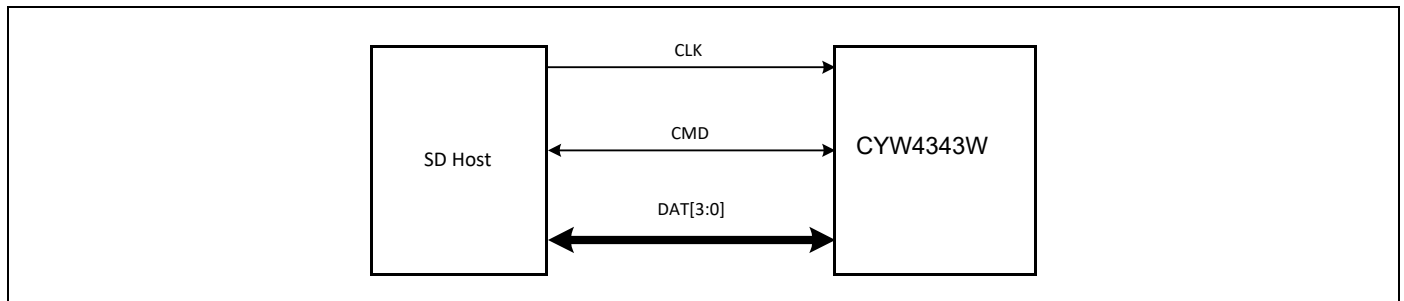 CLK
CMD
SD Host
CYW4343W
DAT[3:0]